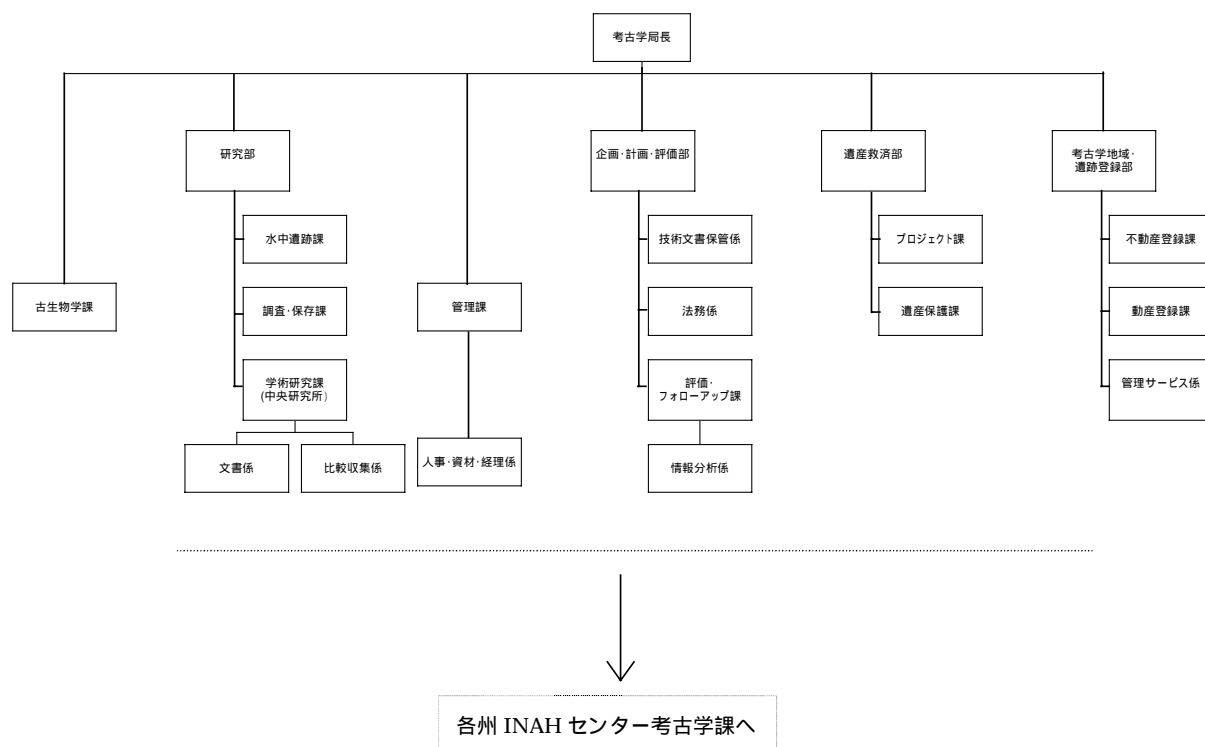 考古学局長
研究部
企画・計画・評価部
遺産救済部
考古学地域・
遺跡登録部
水中遺跡課
技術文書保管係
プロジェクト課
不動産登録課
古生物学課
調査・保存課
管理課
法務係
遺産保護課
動産登録課
学術研究課
(中央研究所)
評価・
フォローアップ課
管理サービス係
文書係
比較収集係
人事・資材・経理係
情報分析係
各州 INAH センター考古学課へ